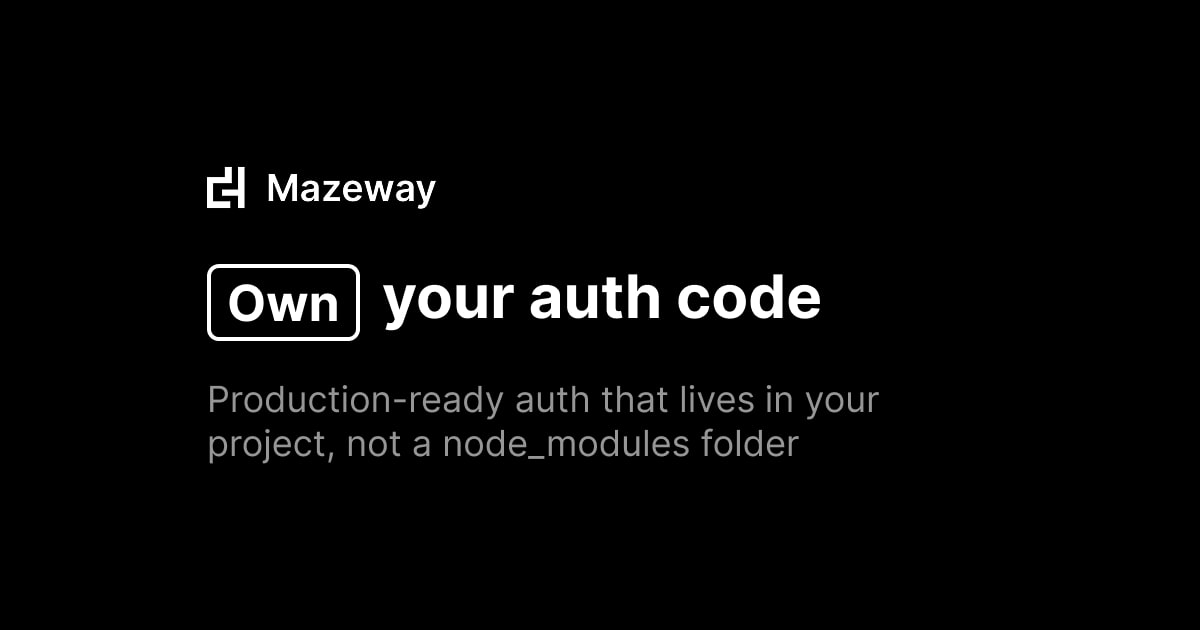 Mazeway
Own your auth code
Production-ready auth that lives in your
project, not a node_modules folder